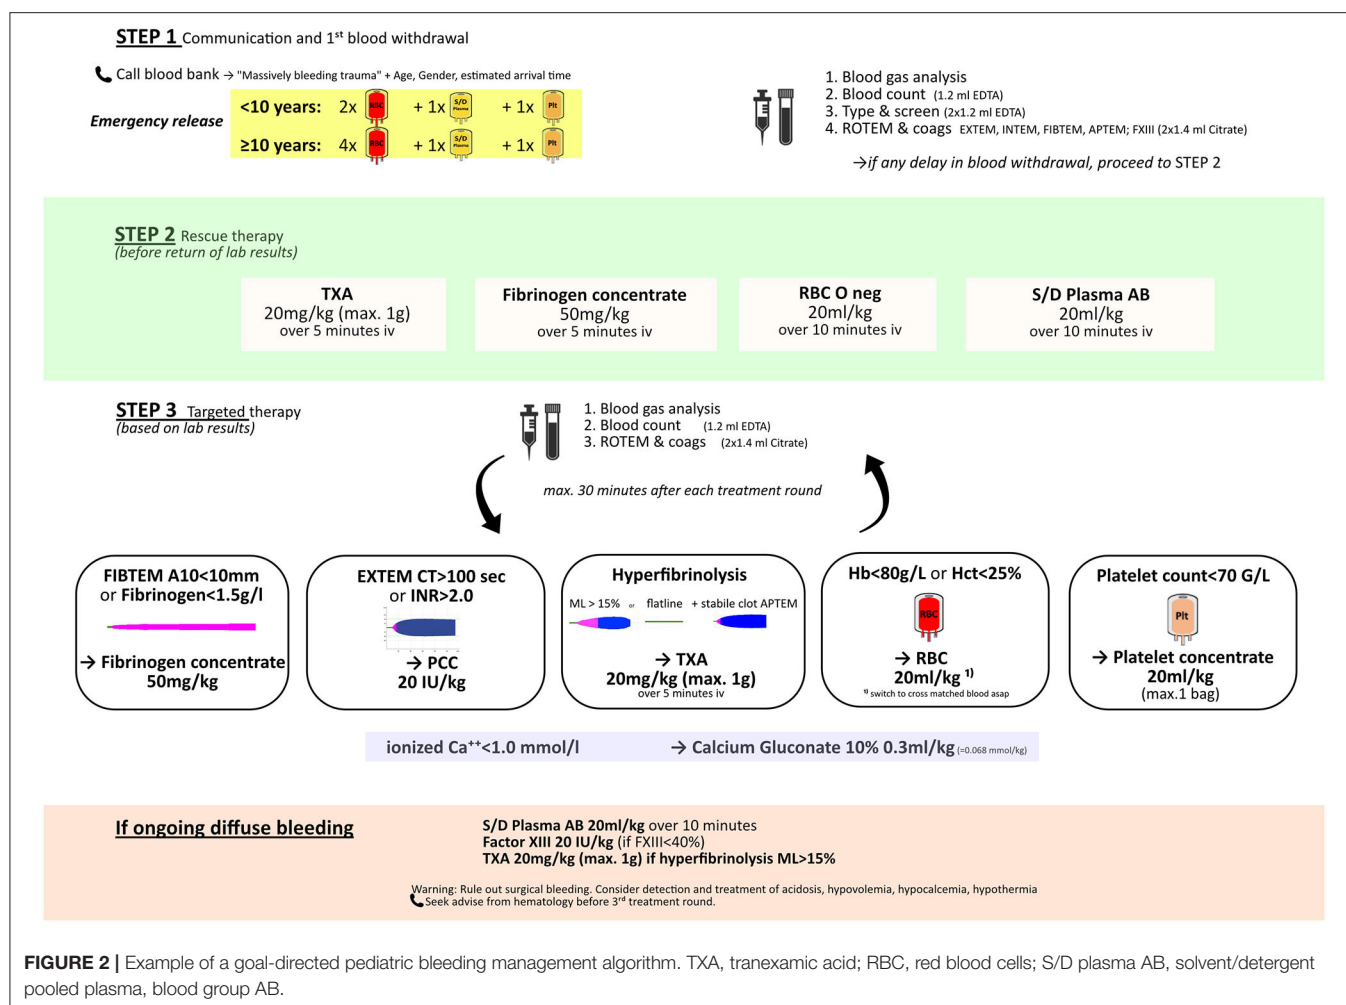 STEP 1 Communication and 1st blood withdrawal
Call blood bank → "Massively bleeding trauma" + Age, Gender, estimated arrival time
Emergency release
<10 years: 2x RBC + 1x S/D Plasma + 1x Plt
≥10 years: 4x RBC + 1x S/D Plasma + 1x Plt
1. Blood gas analysis
2. Blood count (1.2 ml EDTA)
3. Type & screen (2x1.2 ml EDTA)
4. ROTEM & coags EXTEM, INTEM, FIBTEM, APTEM; FXIII (2x1.4 ml Citrate)
→if any delay in blood withdrawal, proceed to STEP 2
STEP 2 Rescue therapy
(before return of lab results)
TXA
20mg/kg (max. 1g)
over 5 minutes iv
Fibrinogen concentrate
50mg/kg
over 5 minutes iv
RBC O neg
20ml/kg
over 10 minutes iv
S/D Plasma AB
20ml/kg
over 10 minutes iv
STEP 3 Targeted therapy
(based on lab results)
1. Blood gas analysis
2. Blood count (1.2 ml EDTA)
3. ROTEM & coags (2x1.4 ml Citrate)
max. 30 minutes after each treatment round
FIBTEM A10<10mm
or Fibrinogen<1.5g/l
→ Fibrinogen concentrate
50mg/kg
EXTEM CT>100 sec
or INR>2.0
→ PCC
20 IU/kg
Hyperfibrinolysis
ML > 15% or flatline + stabile clot APTEM
→ TXA
20mg/kg (max. 1g)
over 5 minutes iv
Hb<80g/L or Hct<25%
RBC
→ RBC
20ml/kg 1)
1) switch to cross matched blood asap
Platelet count<70 G/L
Plt
→ Platelet concentrate
20ml/kg
(max.1 bag)
ionized Ca++<1.0 mmol/l → Calcium Gluconate 10% 0.3ml/kg (=0.068 mmol/kg)
If ongoing diffuse bleeding
S/D Plasma AB 20ml/kg over 10 minutes
Factor XIII 20 IU/kg (if FXIII<40%)
TXA 20mg/kg (max. 1g) if hyperfibrinolysis ML>15%
Warning: Rule out surgical bleeding. Consider detection and treatment of acidosis, hypovolemia, hypocalcemia, hypothermia
Seek advise from hematology before 3rd treatment round.
FIGURE 2 | Example of a goal-directed pediatric bleeding management algorithm. TXA, tranexamic acid; RBC, red blood cells; S/D plasma AB, solvent/detergent
pooled plasma, blood group AB.